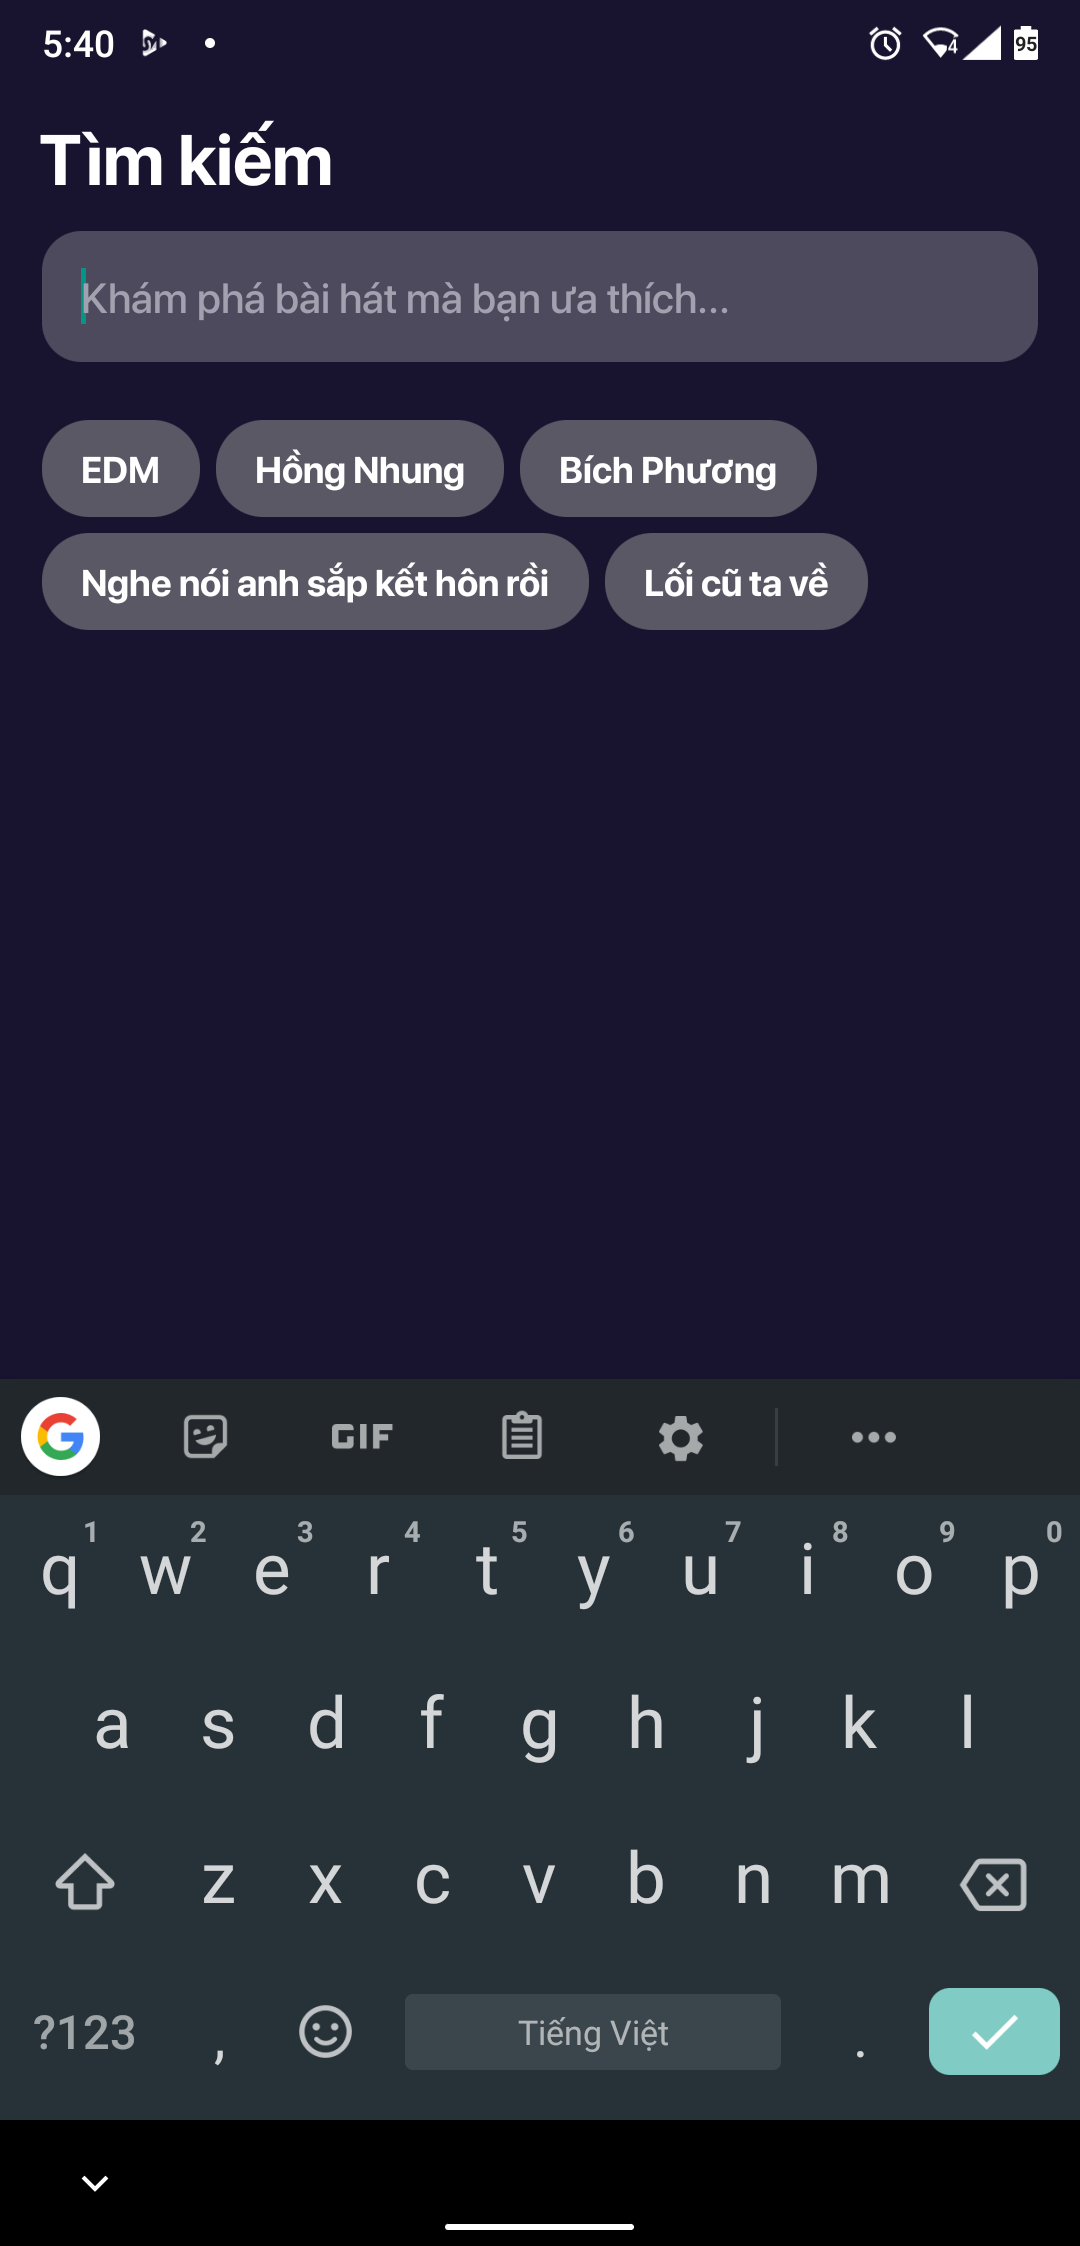 5:40
4
95
Tìm kiếm
Khám phá bài hát mà bạn ưa thích...
EDM Hồng Nhung Bích Phương
Nghe nói anh sắp kết hôn rồi Lối cũ ta về
G GIF
1 2 3 4 5 6 7 8 9 0
q w e r t y u i o p
a s d f g h j k l
z x c v b n m
?123 , Tiếng Việt .